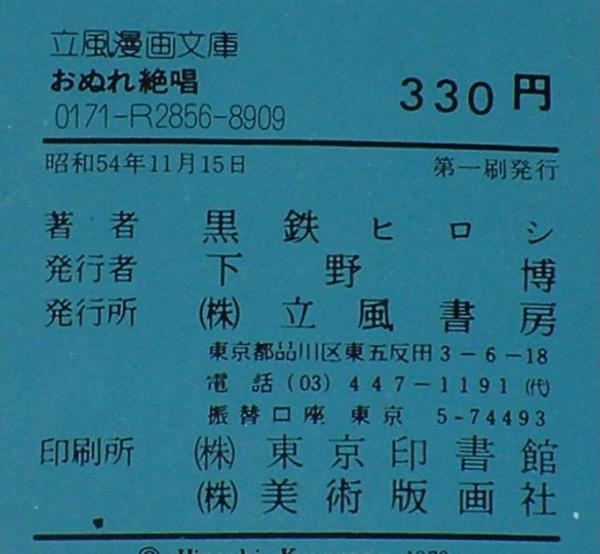 立風漫画文庫
おぬれ絶唱
0171-R2856-8909
330円
昭和54年11月15日 第一刷発行
著者 黒鉄ヒロシ
発行者 下野博
発行所 ㈱立風書房
東京都品川区東五反田3-6-18
電話(03)447-1191㈹
振替口座 東京 5-74493
印刷所 ㈱東京印書館
㈱美術版画社